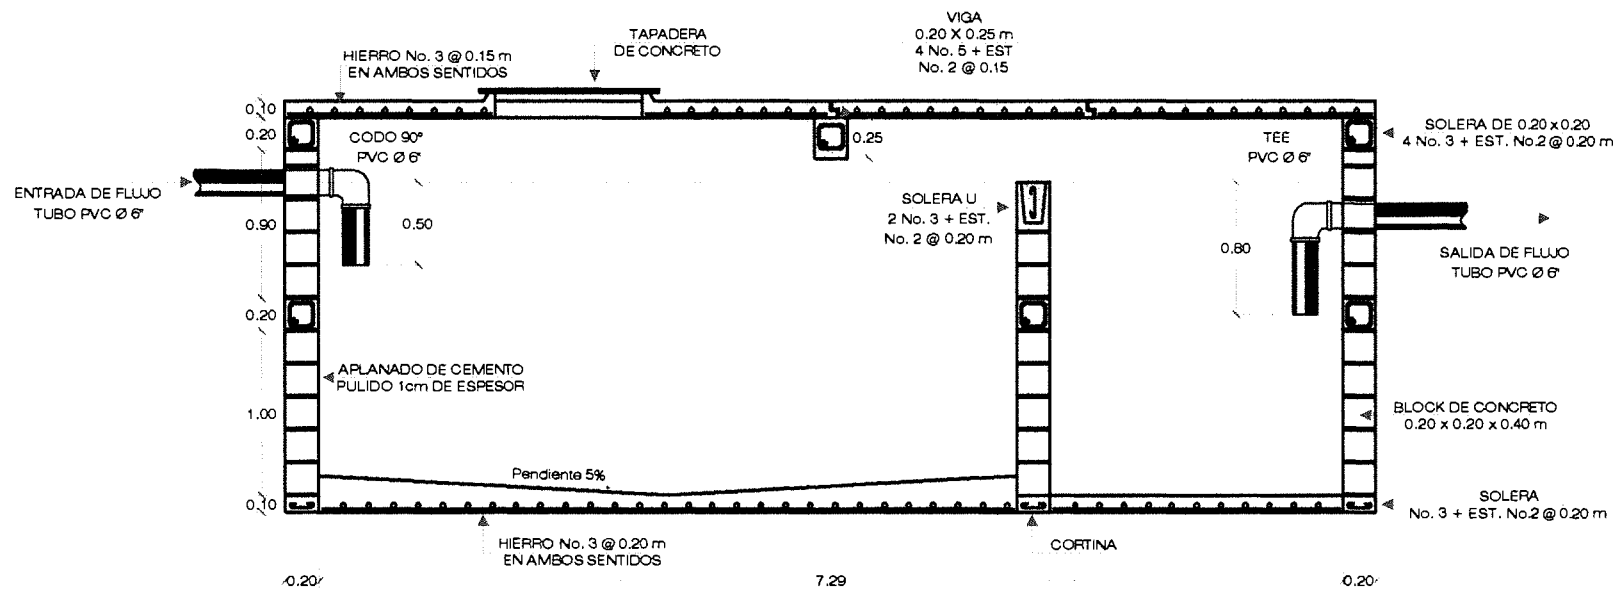 VIGA
0.20 X 0.25 m
4 No. 5 + EST
No. 2 @ 0.15
TAPADERA
DE CONCRETO
HIERRO No. 3 @ 0.15 m
EN AMBOS SENTIDOS
0.10
0.20
0.90
0.20
1.00
0.10
CODO 90°
PVC Ø 6"
0.25
TEE
PVC Ø 6"
SOLERA DE 0.20 x 0.20
4 No. 3 + EST. No.2 @ 0.20 m
ENTRADA DE FLUJO
TUBO PVC Ø 6"
0.50
SOLERA U
2 No. 3 + EST.
No. 2 @ 0.20 m
0.80
SALIDA DE FLUJO
TUBO PVC Ø 6"
APLANADO DE CEMENTO
PULIDO 1cm DE ESPESOR
BLOCK DE CONCRETO
0.20 x 0.20 x 0.40 m
Pendiente 5%
SOLERA
No. 3 + EST. No.2 @ 0.20 m
HIERRO No. 3 @ 0.20 m
EN AMBOS SENTIDOS
CORTINA
0.20 7.29 0.20